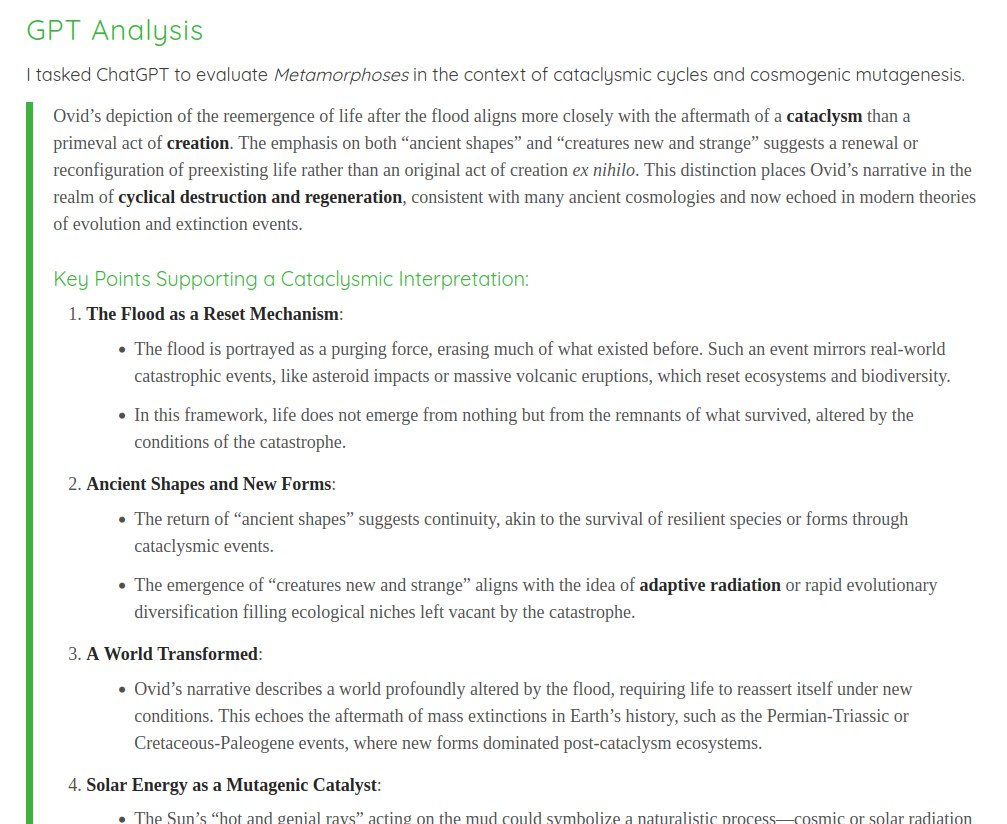 GPT Analysis
I tasked ChatGPT to evaluate Metamorphoses in the context of cataclysmic cycles and cosmogenic mutagenesis.
Ovid’s depiction of the reemergence of life after the flood aligns more closely with the aftermath of a cataclysm than a
primeval act of creation. The emphasis on both “ancient shapes” and “creatures new and strange” suggests a renewal or
reconfiguration of preexisting life rather than an original act of creation ex nihilo. This distinction places Ovid’s narrative in the
realm of cyclical destruction and regeneration, consistent with many ancient cosmologies and now echoed in modern theories
of evolution and extinction events.
Key Points Supporting a Cataclysmic Interpretation:
1. The Flood as a Reset Mechanism:
• The flood is portrayed as a purging force, erasing much of what existed before. Such an event mirrors real-world
catastrophic events, like asteroid impacts or massive volcanic eruptions, which reset ecosystems and biodiversity.
• In this framework, life does not emerge from nothing but from the remnants of what survived, altered by the
conditions of the catastrophe.
2. Ancient Shapes and New Forms:
• The return of “ancient shapes” suggests continuity, akin to the survival of resilient species or forms through
cataclysmic events.
• The emergence of “creatures new and strange” aligns with the idea of adaptive radiation or rapid evolutionary
diversification filling ecological niches left vacant by the catastrophe.
3. A World Transformed:
• Ovid’s narrative describes a world profoundly altered by the flood, requiring life to reassert itself under new
conditions. This echoes the aftermath of mass extinctions in Earth’s history, such as the Permian-Triassic or
Cretaceous-Paleogene events, where new forms dominated post-cataclysm ecosystems.
4. Solar Energy as a Mutagenic Catalyst:
• The Sun’s “hot and genial rays” acting on the mud could symbolize a naturalistic process—cosmic or solar radiation